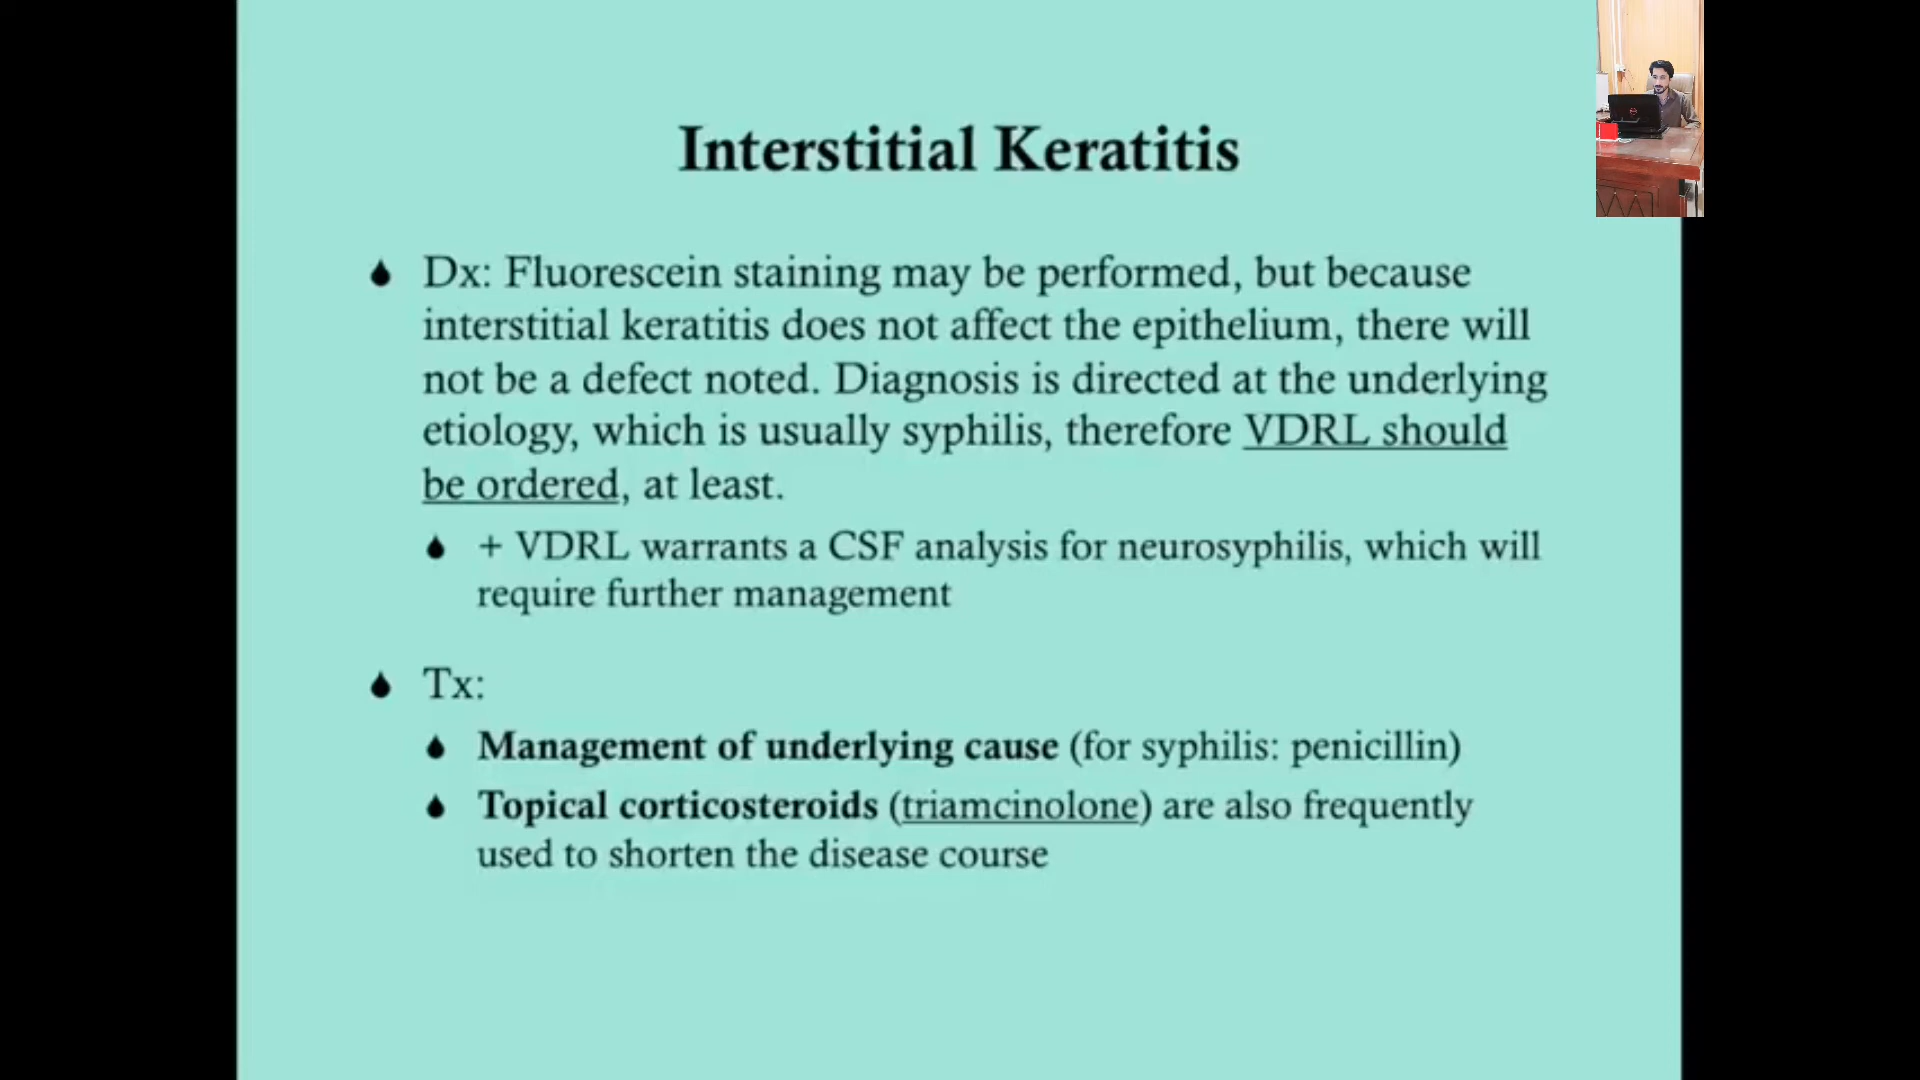 Interstitial Keratitis
Dx: Fluorescein staining may be performed, but because
interstitial keratitis does not affect the epithelium, there will
not be a defect noted. Diagnosis is directed at the underlying
etiology, which is usually syphilis, therefore VDRL should
be ordered, at least.
+ VDRL warrants a CSF analysis for neurosyphilis, which will
require further management
Tx:
Management of underlying cause (for syphilis: penicillin)
Topical corticosteroids (triamcinolone) are also frequently
used to shorten the disease course